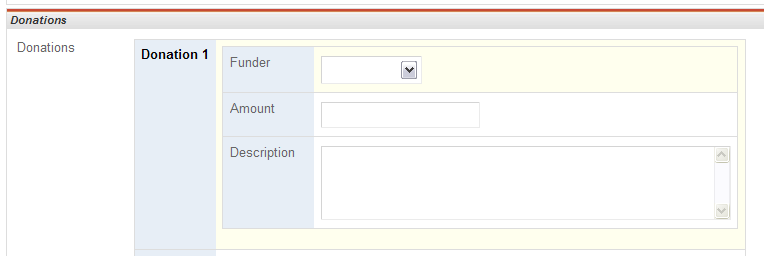 Donations
Donations
Donation 1
Funder
Amount
Description